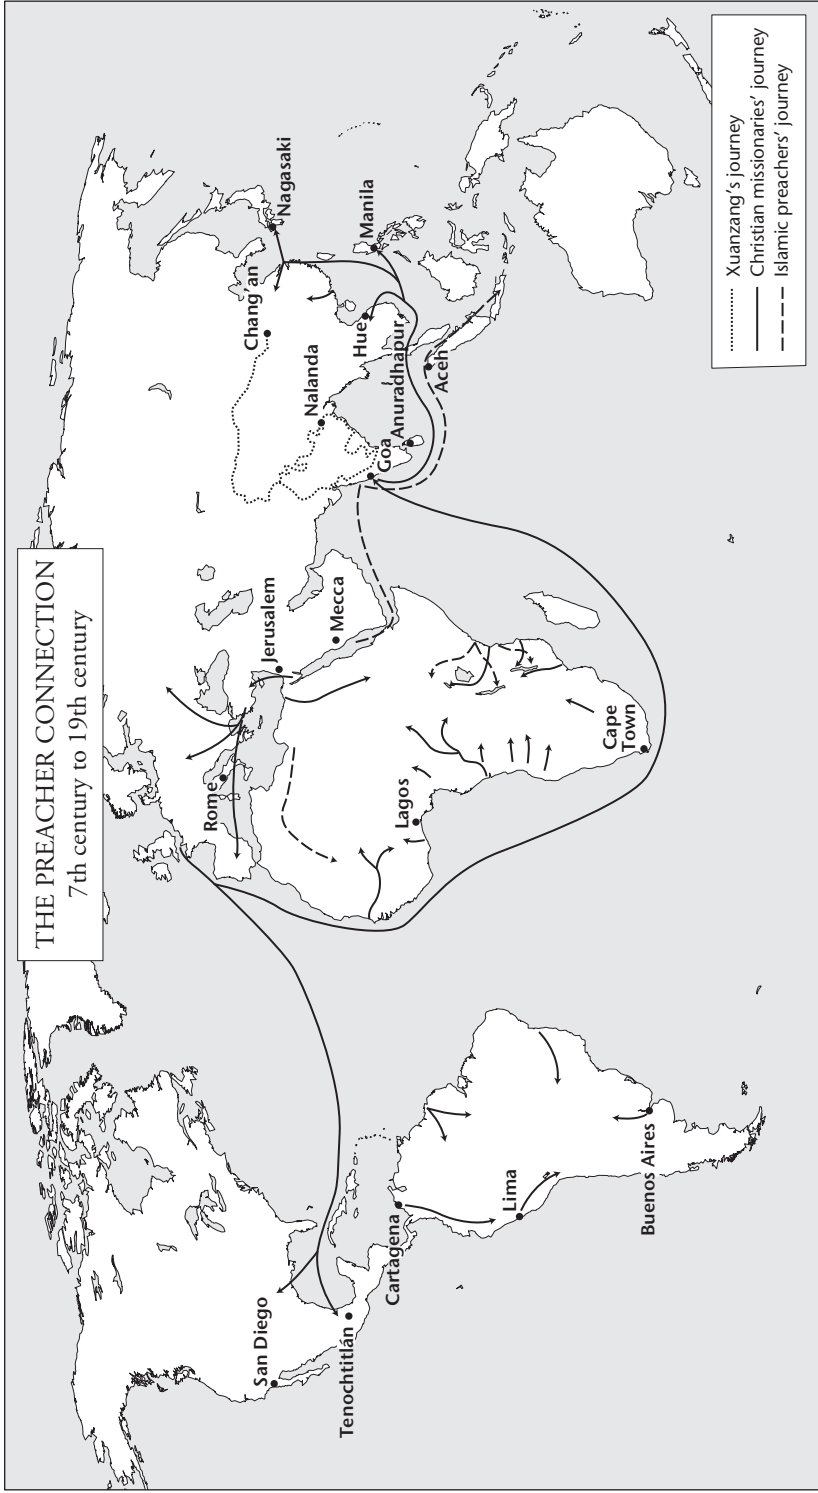 THE PREACHER CONNECTION
7th century to 19th century
San Diego
Tenochtitlán
Cartagena
Lima
Buenos Aires
Rome
Lagos
Cape
Town
Jerusalem
Mecca
Goa
Anuradhapur
Nalanda
Chang'an
Hue
Aceh
Manila
Nagasaki
Xuanzang's journey
Christian missionaries' journey
Islamic preachers' journey